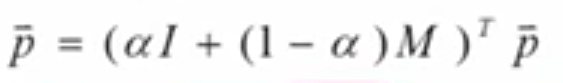 p̄ = (αI + (1 − α)M)ᵀ p̄